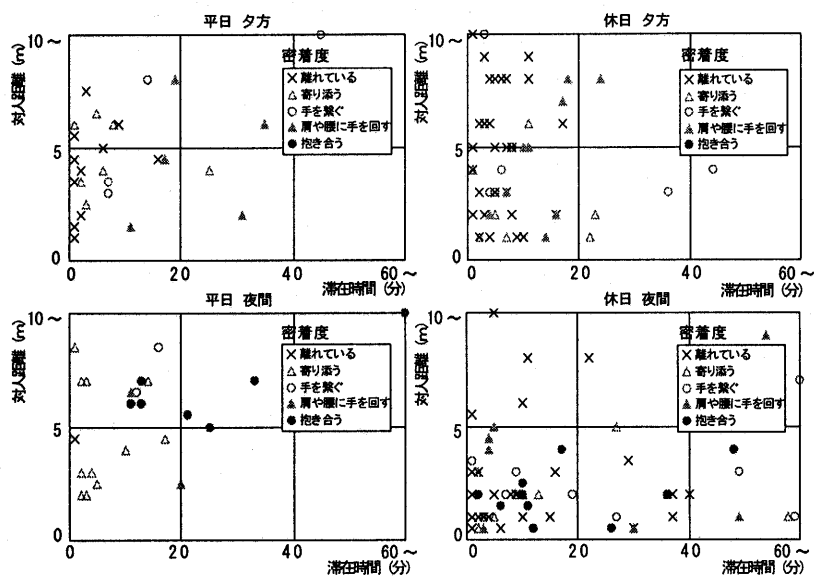 平日 夕方
10～
5
0
対人距離 (m)
0
20
40
60～
滞在時間 (分)
密着度
離れている
寄り添う
手を繋ぐ
肩や腰に手を回す
抱き合う
休日 夕方
10～
5
0
対人距離 (m)
0
20
40
60～
滞在時間 (分)
密着度
離れている
寄り添う
手を繋ぐ
肩や腰に手を回す
抱き合う
平日 夜間
10～
5
0
対人距離 (m)
0
20
40
60～
滞在時間 (分)
密着度
離れている
寄り添う
手を繋ぐ
肩や腰に手を回す
抱き合う
休日 夜間
10～
5
0
対人距離 (m)
0
20
40
60～
滞在時間 (分)
密着度
離れている
寄り添う
手を繋ぐ
肩や腰に手を回す
抱き合う